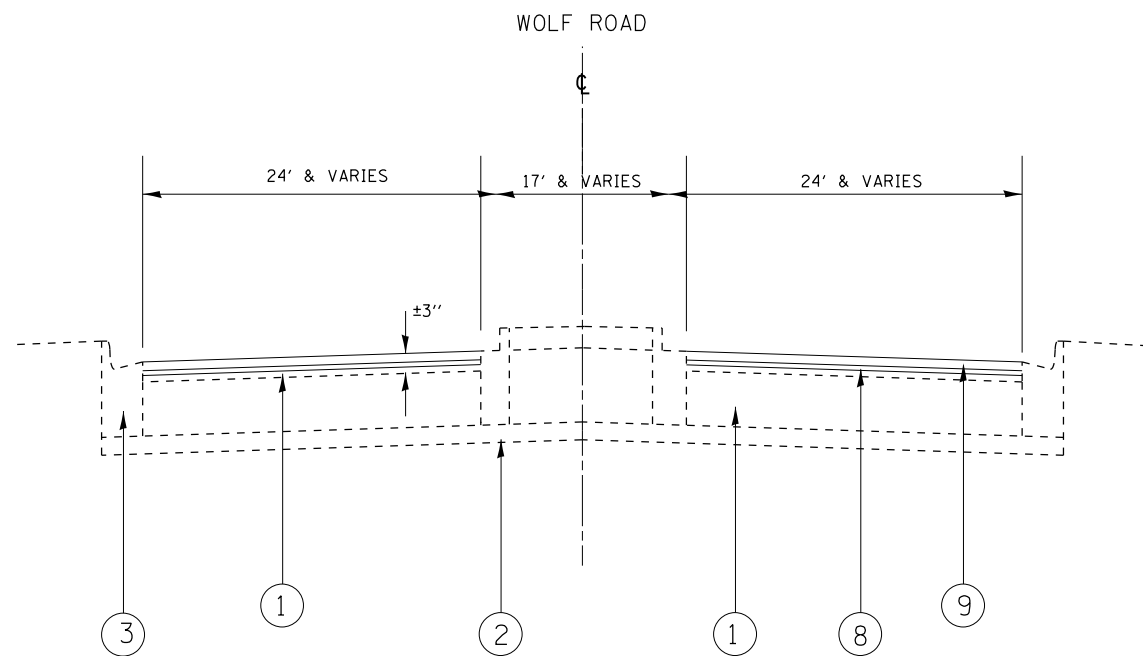 WOLF ROAD
℄
24' & VARIES
17' & VARIES
24' & VARIES
±3''
3
1
2
1
8
9